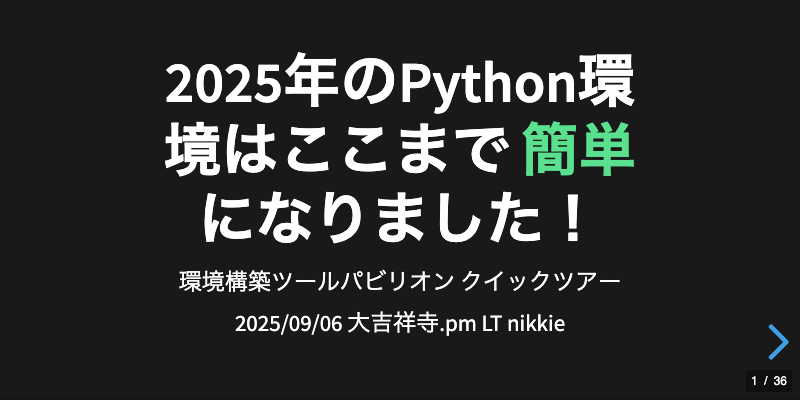 2025年のPython環
境はここまで 簡単
になりました！
環境構築ツールパビリオン クイックツアー
2025/09/06 大吉祥寺.pm LT nikkie
1 / 36